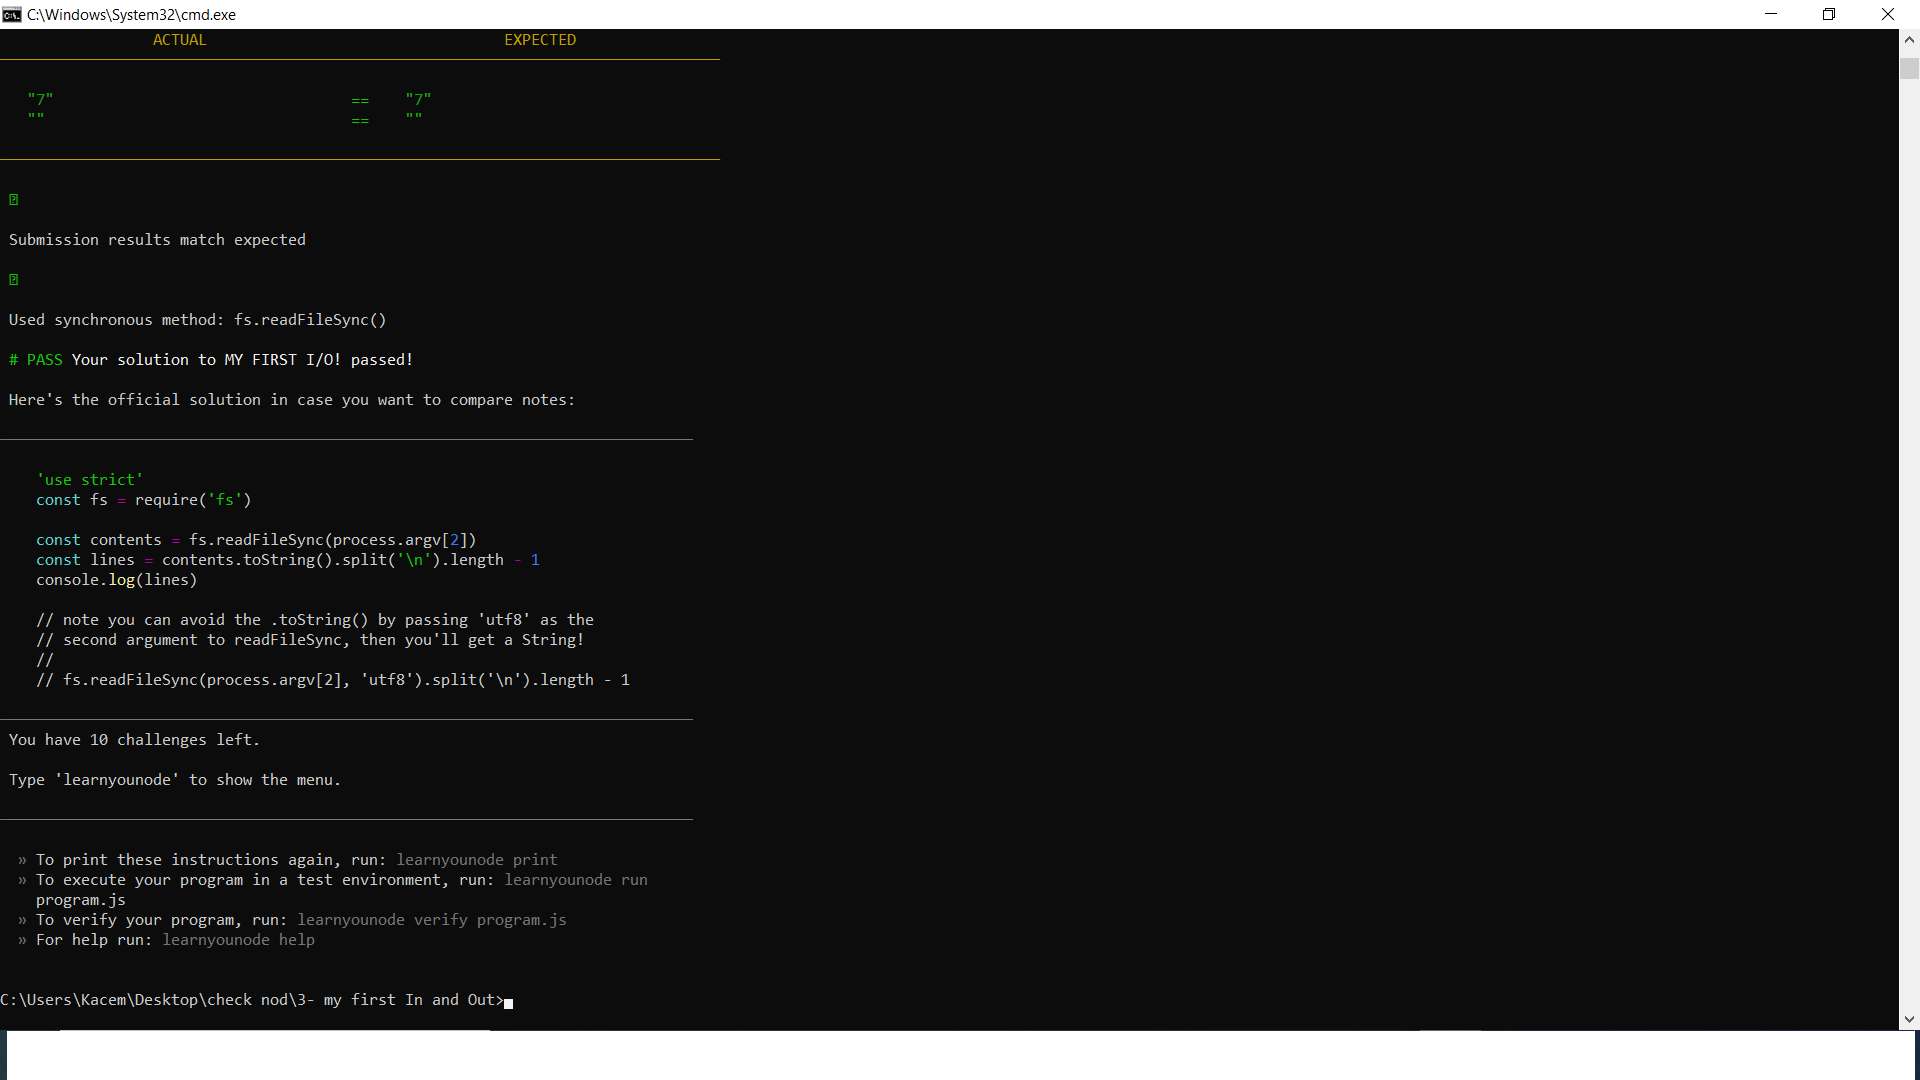 C:\Windows\System32\cmd.exe
ACTUAL EXPECTED
"7" == "7"
"" == ""
Submission results match expected
Used synchronous method: fs.readFileSync()
# PASS Your solution to MY FIRST I/O! passed!
Here's the official solution in case you want to compare notes:
'use strict'
const fs = require('fs')
const contents = fs.readFileSync(process.argv[2])
const lines = contents.toString().split('\n').length - 1
console.log(lines)
// note you can avoid the .toString() by passing 'utf8' as the
// second argument to readFileSync, then you'll get a String!
//
// fs.readFileSync(process.argv[2], 'utf8').split('\n').length - 1
You have 10 challenges left.
Type 'learnyounode' to show the menu.
» To print these instructions again, run: learnyounode print
» To execute your program in a test environment, run: learnyounode run
program.js
» To verify your program, run: learnyounode verify program.js
» For help run: learnyounode help
C:\Users\Kacem\Desktop\check nod\3- my first In and Out>